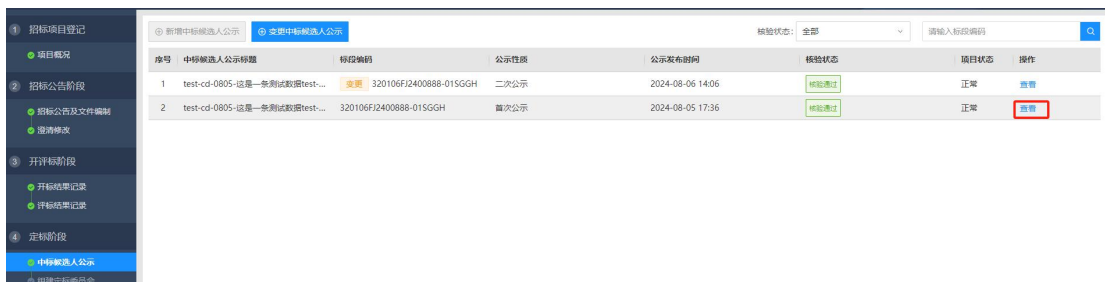 1 招标项目登记
项目概况
2 招标公告阶段
招标公告及文件编制
澄清修改
3 开评标阶段
开标结果记录
评标结果记录
4 定标阶段
中标候选人公示
组建定标委员会
新增中标候选人公示 变更中标候选人公示 核验状态: 全部 请输入标段编码
序号 中标候选人公示标题 标段编码 公示性质 公示发布时间 核验状态 项目状态 操作
1 test-cd-0805-这是一条测试数据test-... 变更 320106FJ2400888-01SGGH 二次公示 2024-08-06 14:06 核验通过 正常 查看
2 test-cd-0805-这是一条测试数据test-... 320106FJ2400888-01SGGH 首次公示 2024-08-05 17:36 核验通过 正常 查看